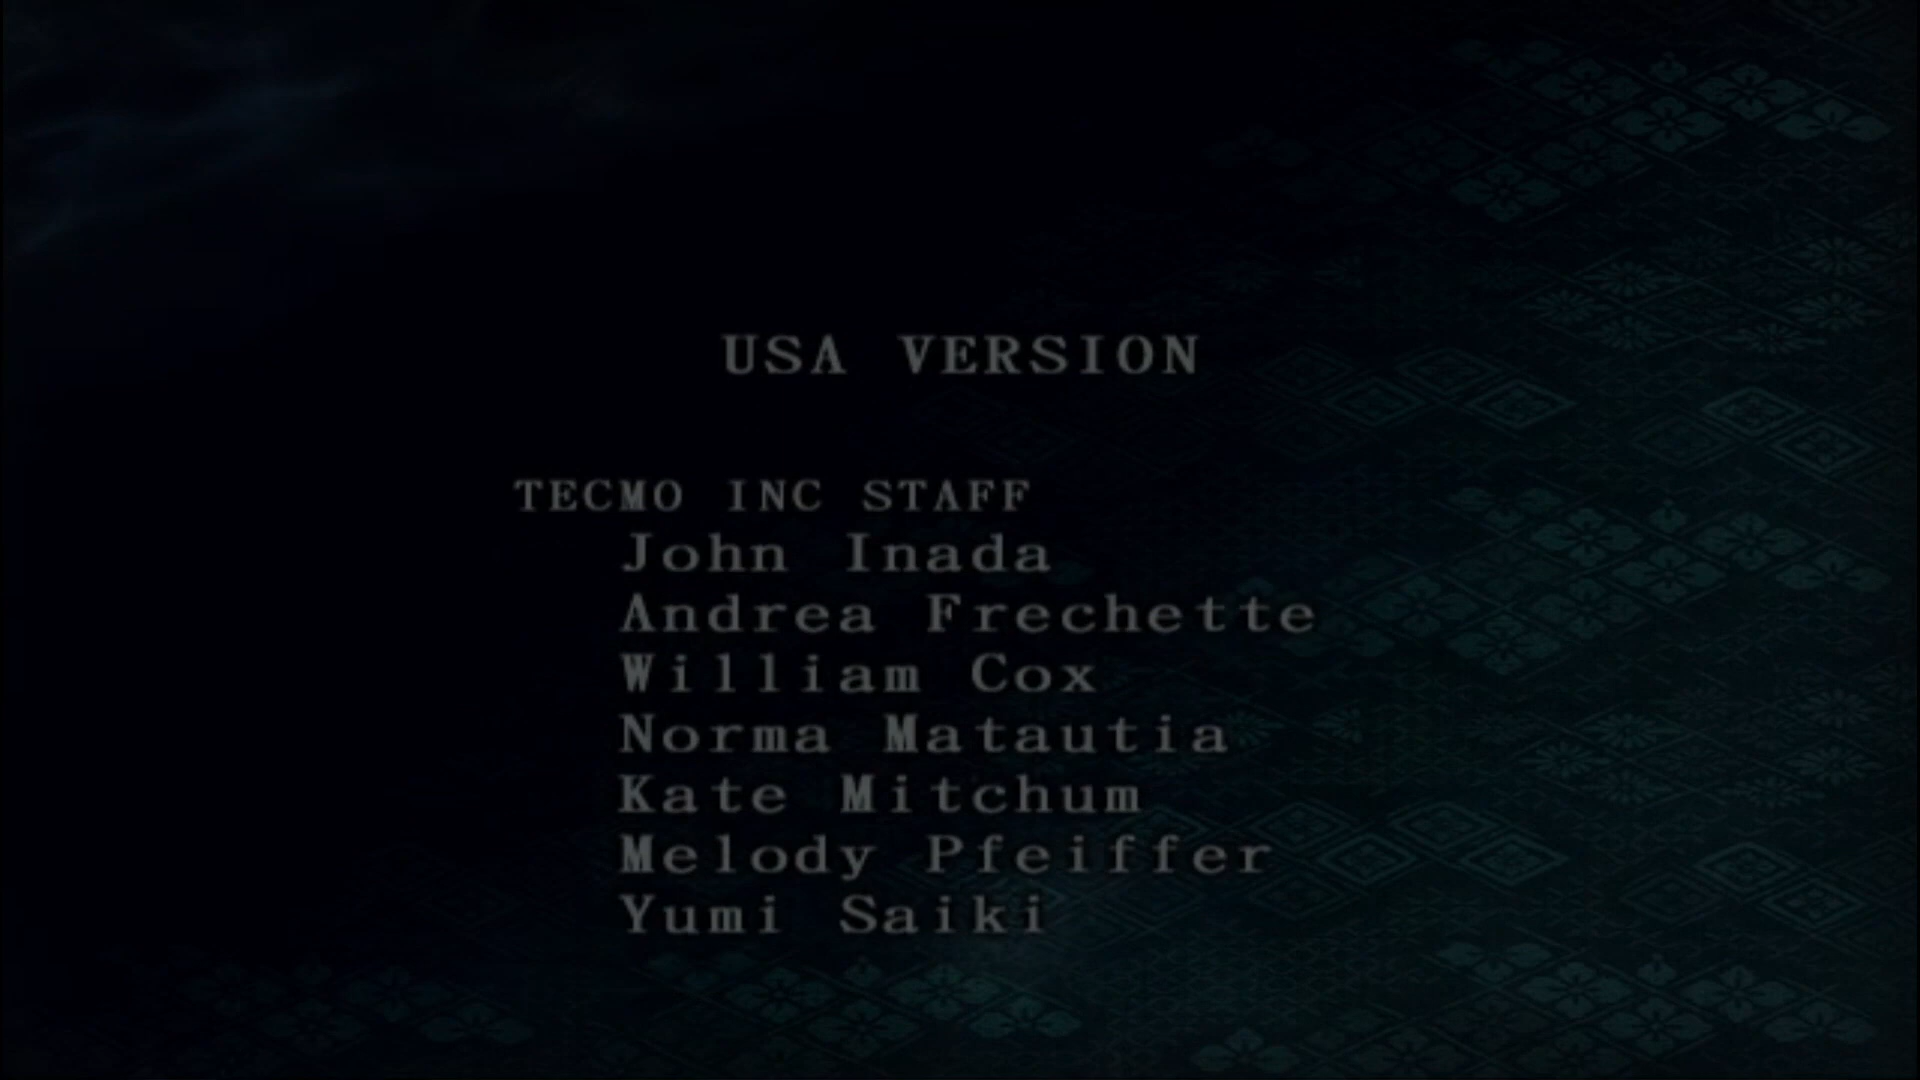 USA VERSION
TECMO INC STAFF
John Inada
Andrea Frechette
William Cox
Norma Matautia
Kate Mitchum
Melody Pfeiffer
Yumi Saiki